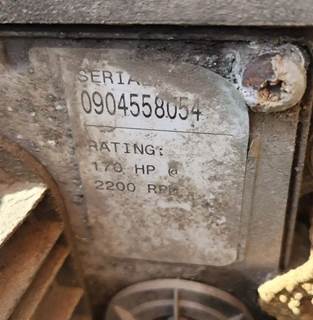 SERIAL
0904558054
RATING:
170 HP @
2200 RPM